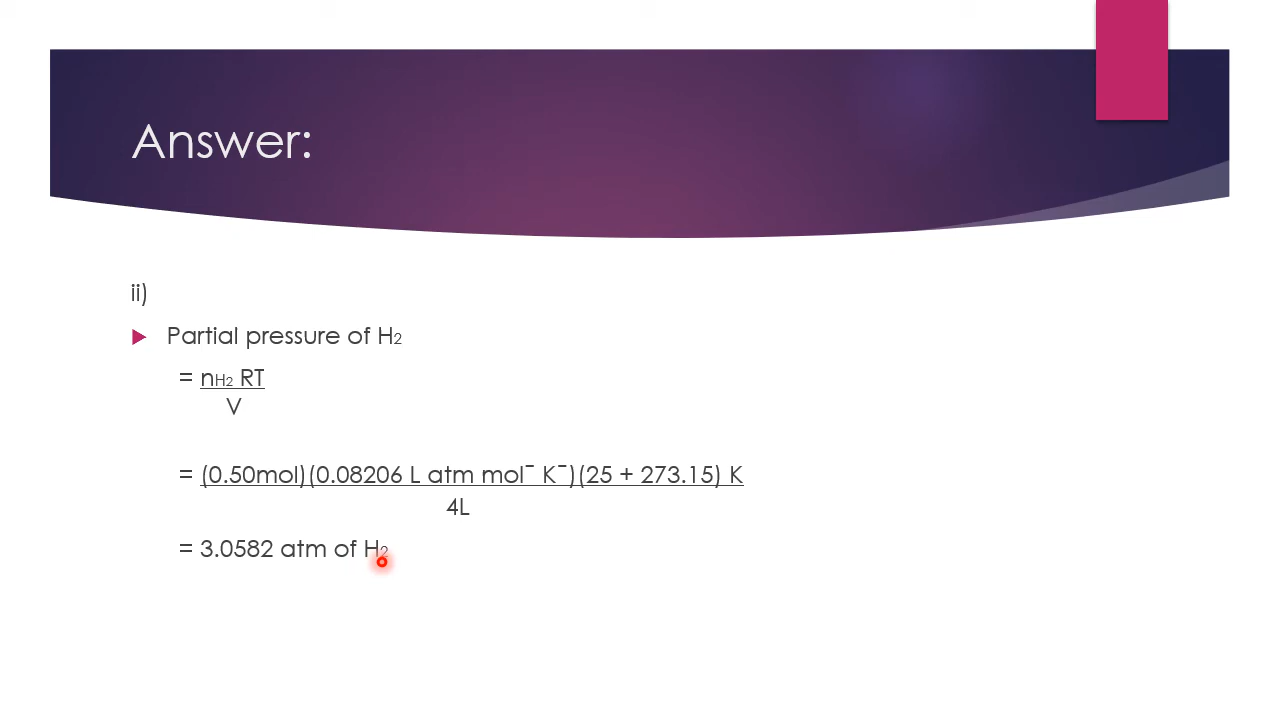 Answer:
ii)
Partial pressure of H₂
= nH₂ RT
V
= (0.50mol)(0.08206 L atm mol¯ K¯)(25 + 273.15) K
4L
= 3.0582 atm of H₂